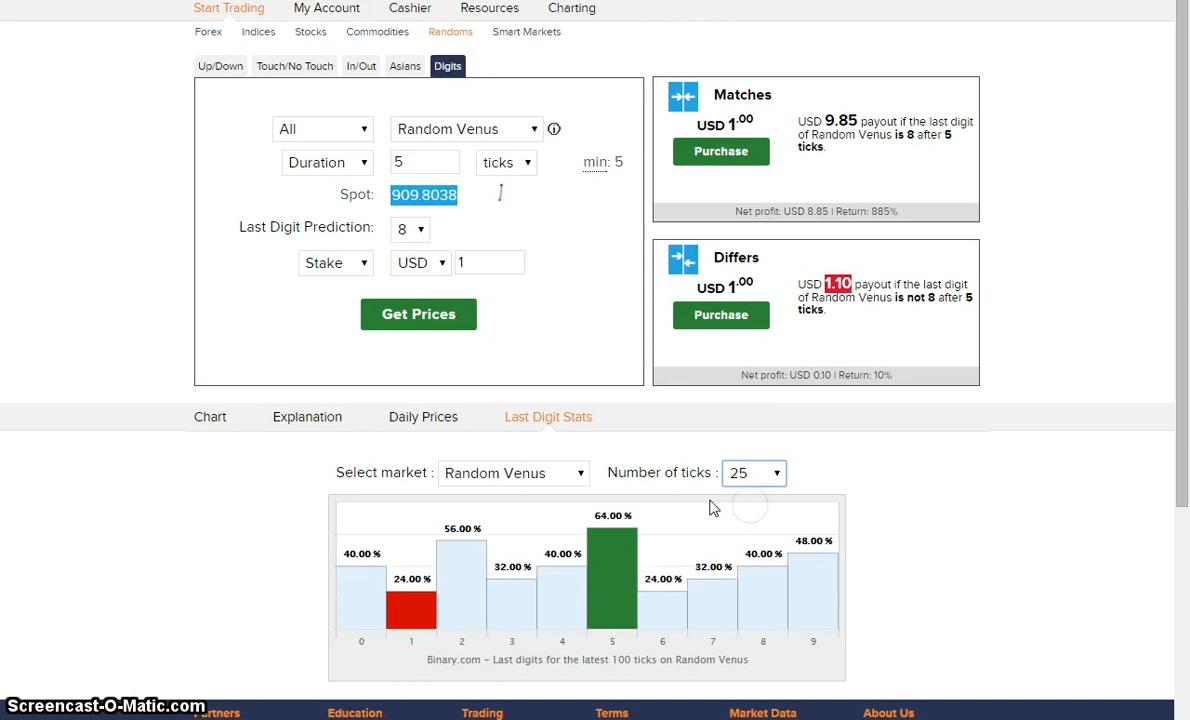 Start Trading My Account Cashier Resources Charting
Forex Indices Stocks Commodities Randoms Smart Markets
Up/Down Touch/No Touch In/Out Asians Digits
All Random Venus
Duration 5 ticks min: 5
Spot: 909.8038
Last Digit Prediction: 8
Stake USD 1
Get Prices
Matches
USD 1.00
Purchase
USD 9.85 payout if the last digit
of Random Venus is 8 after 5
ticks.
Net profit: USD 8.85 | Return: 885%
Differs
USD 1.00
Purchase
USD 1.10 payout if the last digit
of Random Venus is not 8 after 5
ticks.
Net profit: USD 0.10 | Return: 10%
Chart Explanation Daily Prices Last Digit Stats
Select market : Random Venus Number of ticks : 25
40.00 % 24.00 % 56.00 % 32.00 % 40.00 % 64.00 % 24.00 % 32.00 % 40.00 % 48.00 %
0 1 2 3 4 5 6 7 8 9
Binary.com – Last digits for the latest 100 ticks on Random Venus
Screencast-O-Matic.com
Partners Education Trading Terms Market Data About Us